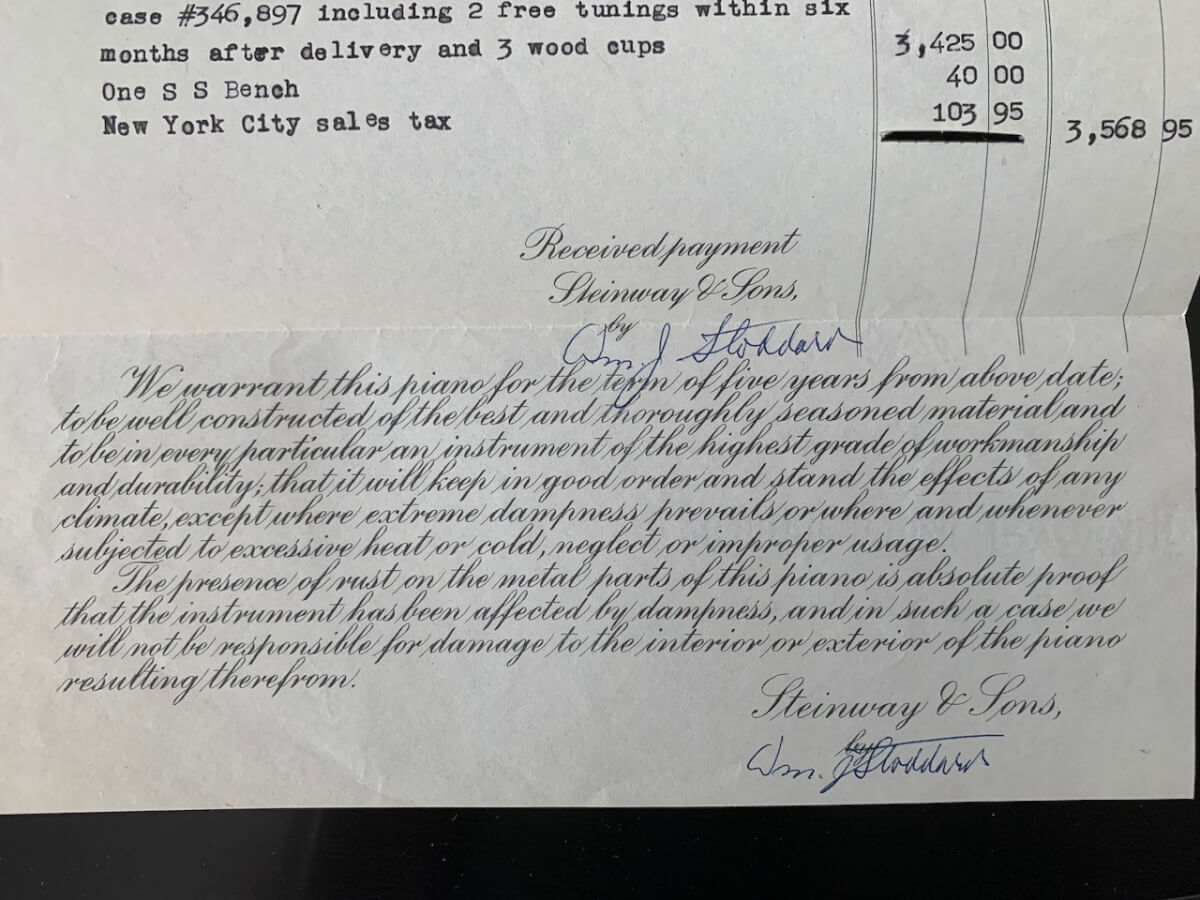 case #346,897 including 2 free tunings within six
months after delivery and 3 wood cups 3,425 00
One S S Bench 40 00
New York City sales tax 103 95 3,568 95
Received payment
Steinway & Sons,
by
Wm J Stoddard
We warrant this piano for the term of five years from above date;
to be well constructed of the best and thoroughly seasoned material and
to be in every particular an instrument of the highest grade of workmanship
and durability; that it will keep in good order and stand the effects of any
climate, except where extreme dampness prevails or where and whenever
subjected to excessive heat or cold, neglect or improper usage.
The presence of rust on the metal parts of this piano is absolute proof
that the instrument has been affected by dampness, and in such a case we
will not be responsible for damage to the interior or exterior of the piano
resulting therefrom.
Steinway & Sons,
by
Wm. J Stoddard